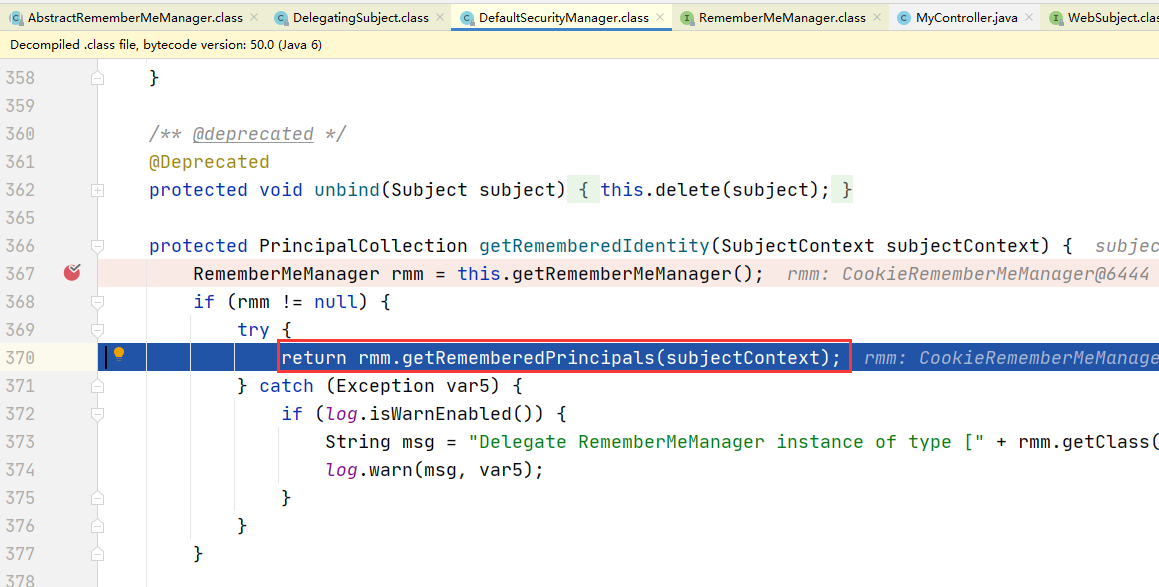 AbstractRememberMeManager.class × DelegatingSubject.class × DefaultSecurityManager.class × RememberMeManager.class × MyController.java × WebSubject.clas
Decompiled .class file, bytecode version: 50.0 (Java 6)
358 }
359
360 /** @deprecated */
361 @Deprecated
362 protected void unbind(Subject subject) { this.delete(subject); }
365
366 protected PrincipalCollection getRememberedIdentity(SubjectContext subjectContext) { subjec
367 RememberMeManager rmm = this.getRememberMeManager(); rmm: CookieRememberMeManager@6444
368 if (rmm != null) {
369 try {
370 return rmm.getRememberedPrincipals(subjectContext); rmm: CookieRememberMeManage
371 } catch (Exception var5) {
372 if (log.isWarnEnabled()) {
373 String msg = "Delegate RememberMeManager instance of type [" + rmm.getClass(
374 log.warn(msg, var5);
375 }
376 }
377 }
378